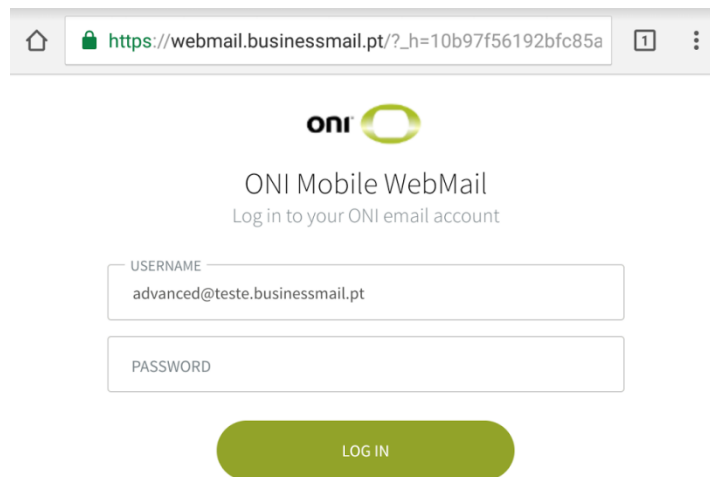 https://webmail.businessmail.pt/?_h=10b97f56192bfc85a
1
oni
ONI Mobile WebMail
Log in to your ONI email account
USERNAME
advanced@teste.businessmail.pt
PASSWORD
LOG IN